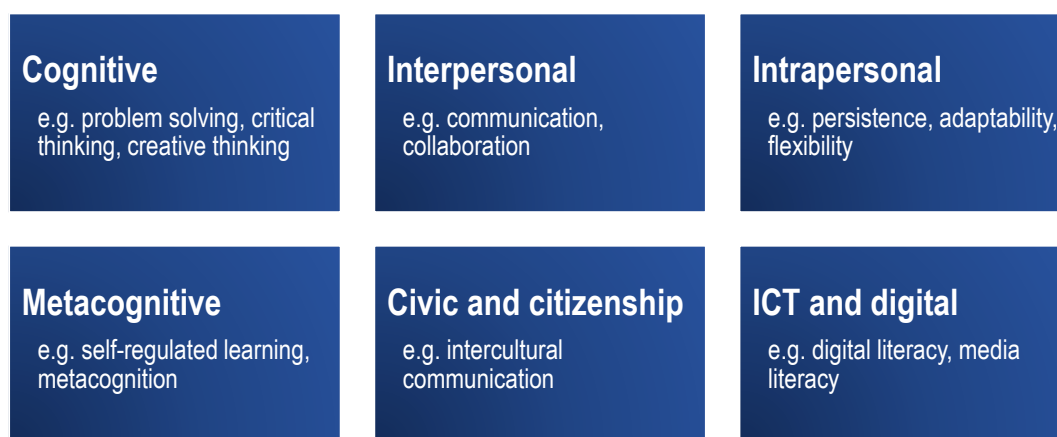 Cognitive
e.g. problem solving, critical
thinking, creative thinking
Interpersonal
e.g. communication,
collaboration
Intrapersonal
e.g. persistence, adaptability,
flexibility
Metacognitive
e.g. self-regulated learning,
metacognition
Civic and citizenship
e.g. intercultural
communication
ICT and digital
e.g. digital literacy, media
literacy